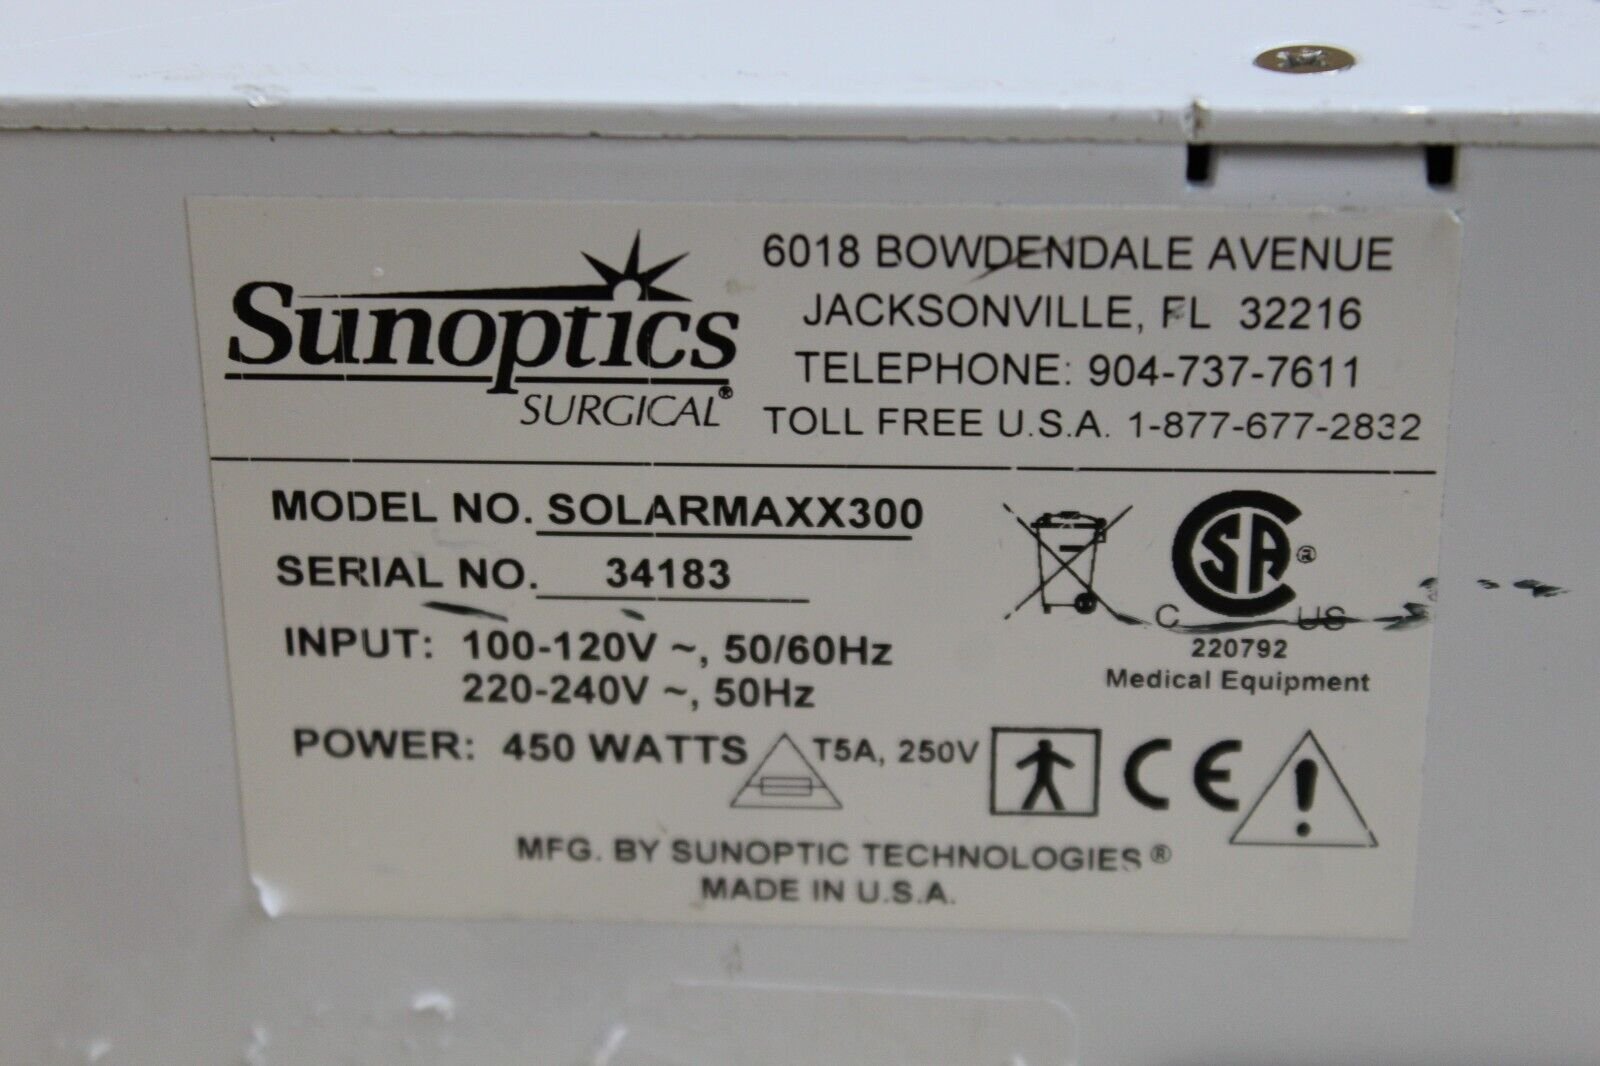 Sunoptics
SURGICAL®
6018 BOWDENDALE AVENUE
JACKSONVILLE, FL 32216
TELEPHONE: 904-737-7611
TOLL FREE U.S.A. 1-877-677-2832
MODEL NO. SOLARMAXX300
SERIAL NO. 34183
INPUT: 100-120V ~, 50/60Hz
220-240V ~, 50Hz
POWER: 450 WATTS
T5A, 250V
SA®
C US
220792
Medical Equipment
CE
!
MFG. BY SUNOPTIC TECHNOLOGIES®
MADE IN U.S.A.